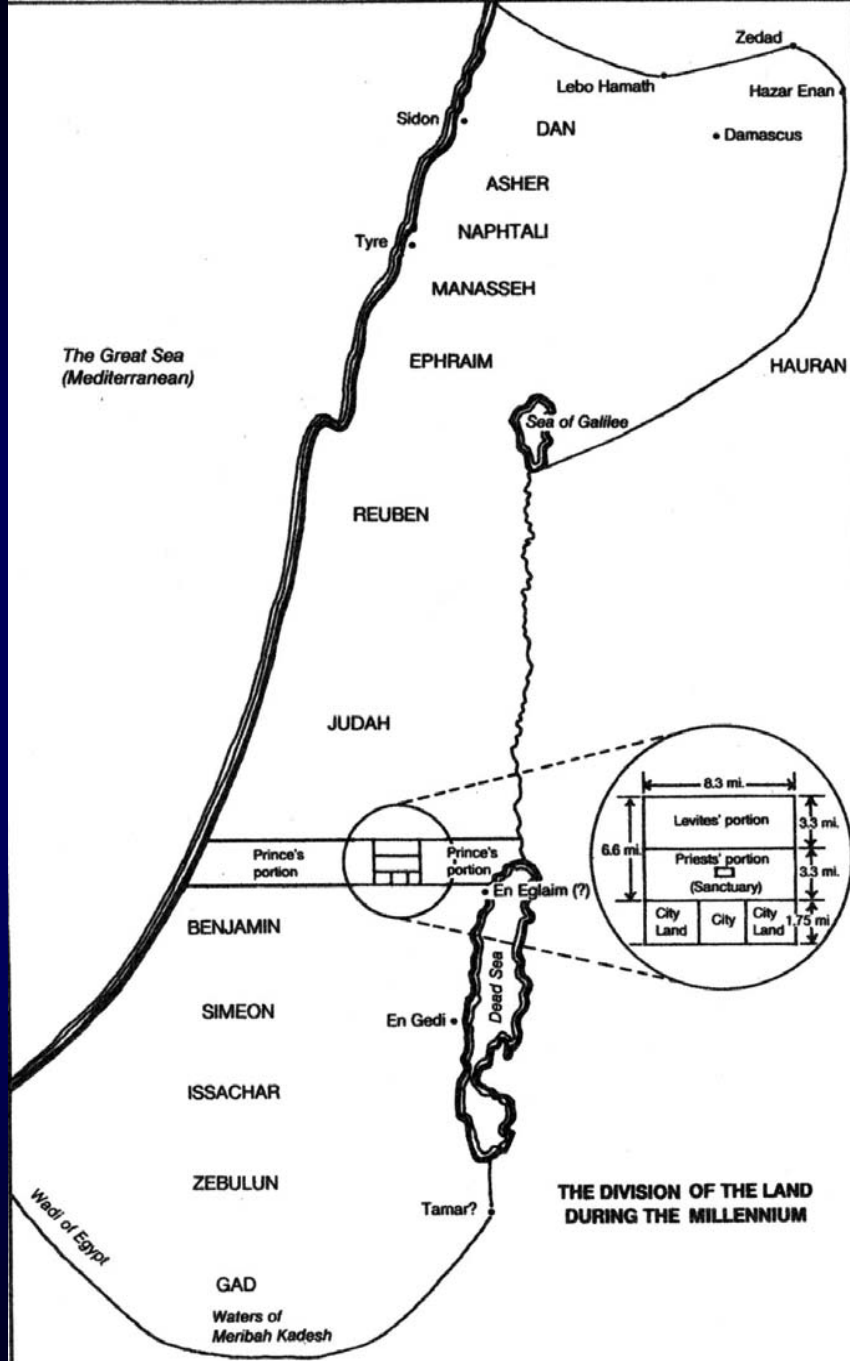 Zedad
Lebo Hamath
Hazar Enan
Sidon
DAN
Damascus
ASHER
NAPHTALI
Tyre
MANASSEH
The Great Sea
(Mediterranean)
EPHRAIM
HAURAN
Sea of Galilee
REUBEN
JUDAH
8.3 mi.
Levites' portion
3.3 mi.
6.6 mi.
Priests' portion
3.3 mi.
(Sanctuary)
City
Land
City
City
Land
1.75 mi
Prince's
portion
Prince's
portion
En Eglaim (?)
BENJAMIN
Dead Sea
SIMEON
En Gedi
ISSACHAR
ZEBULUN
Tamar?
THE DIVISION OF THE LAND
DURING THE MILLENNIUM
Wadi of Egypt
GAD
Waters of
Meribah Kadesh